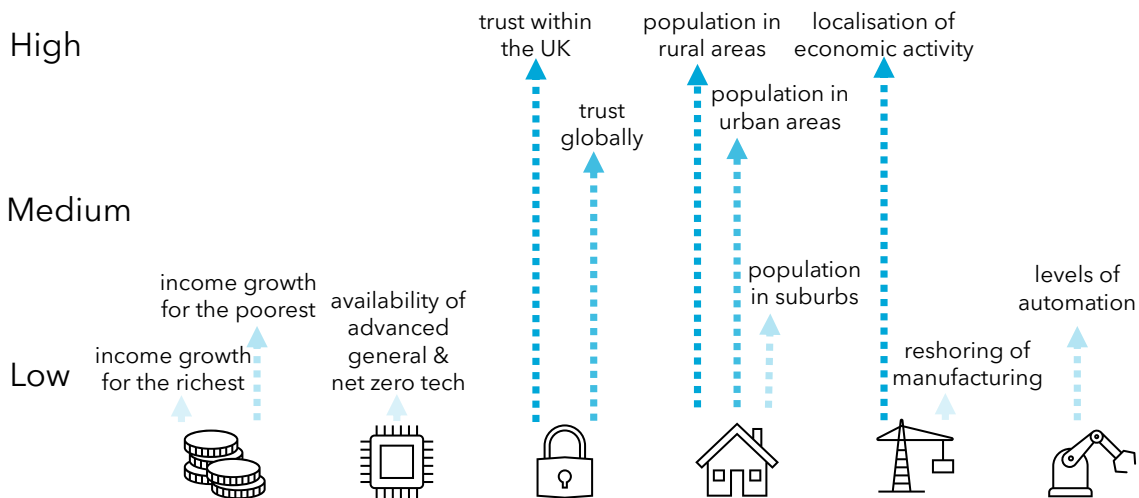 High
trust within
the UK
population in
rural areas
localisation of
economic activity
population in
urban areas
trust
globally
Medium
income growth
for the poorest
availability of
advanced
general &
net zero tech
population
in suburbs
levels of
automation
Low
income growth
for the richest
reshoring of
manufacturing